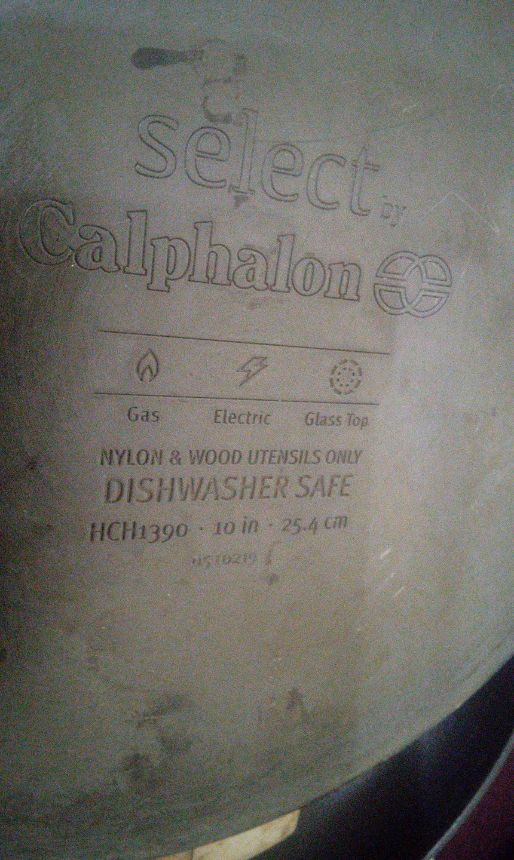 select by
Calphalon
Gas Electric Glass Top
NYLON & WOOD UTENSILS ONLY
DISHWASHER SAFE
HCH1390 · 10 in · 25.4 cm